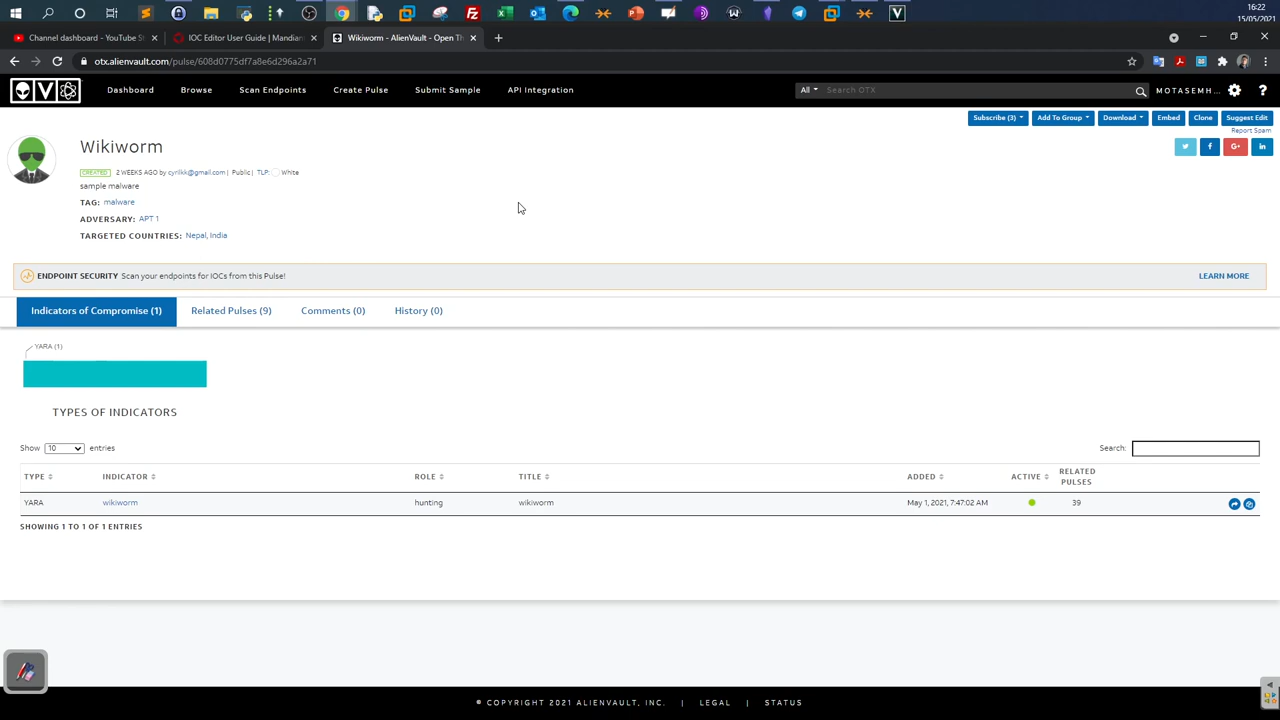 16:22
15/05/2021
Channel dashboard - YouTube St
IOC Editor User Guide | Mandian
Wikiworm - AlienVault - Open Th
otx.alienvault.com/pulse/608d0775df7a8e6d296a2a71
Dashboard Browse Scan Endpoints Create Pulse Submit Sample API Integration All Search OTX MOTASEMH... ?
Subscribe (3) Add To Group Download Embed Clone Suggest Edit
Report Spam
Wikiworm
CREATED 2 WEEKS AGO by cyrilkk@gmail.com | Public | TLP: White
sample malware
TAG: malware
ADVERSARY: APT 1
TARGETED COUNTRIES: Nepal, India
ENDPOINT SECURITY Scan your endpoints for IOCs from this Pulse! LEARN MORE
Indicators of Compromise (1) Related Pulses (9) Comments (0) History (0)
YARA (1)
TYPES OF INDICATORS
Show 10 entries Search:
TYPE INDICATOR ROLE TITLE ADDED ACTIVE RELATED PULSES
YARA wikiworm hunting wikiworm May 1, 2021, 7:47:02 AM 39
SHOWING 1 TO 1 OF 1 ENTRIES
© COPYRIGHT 2021 ALIENVAULT, INC. | LEGAL | STATUS